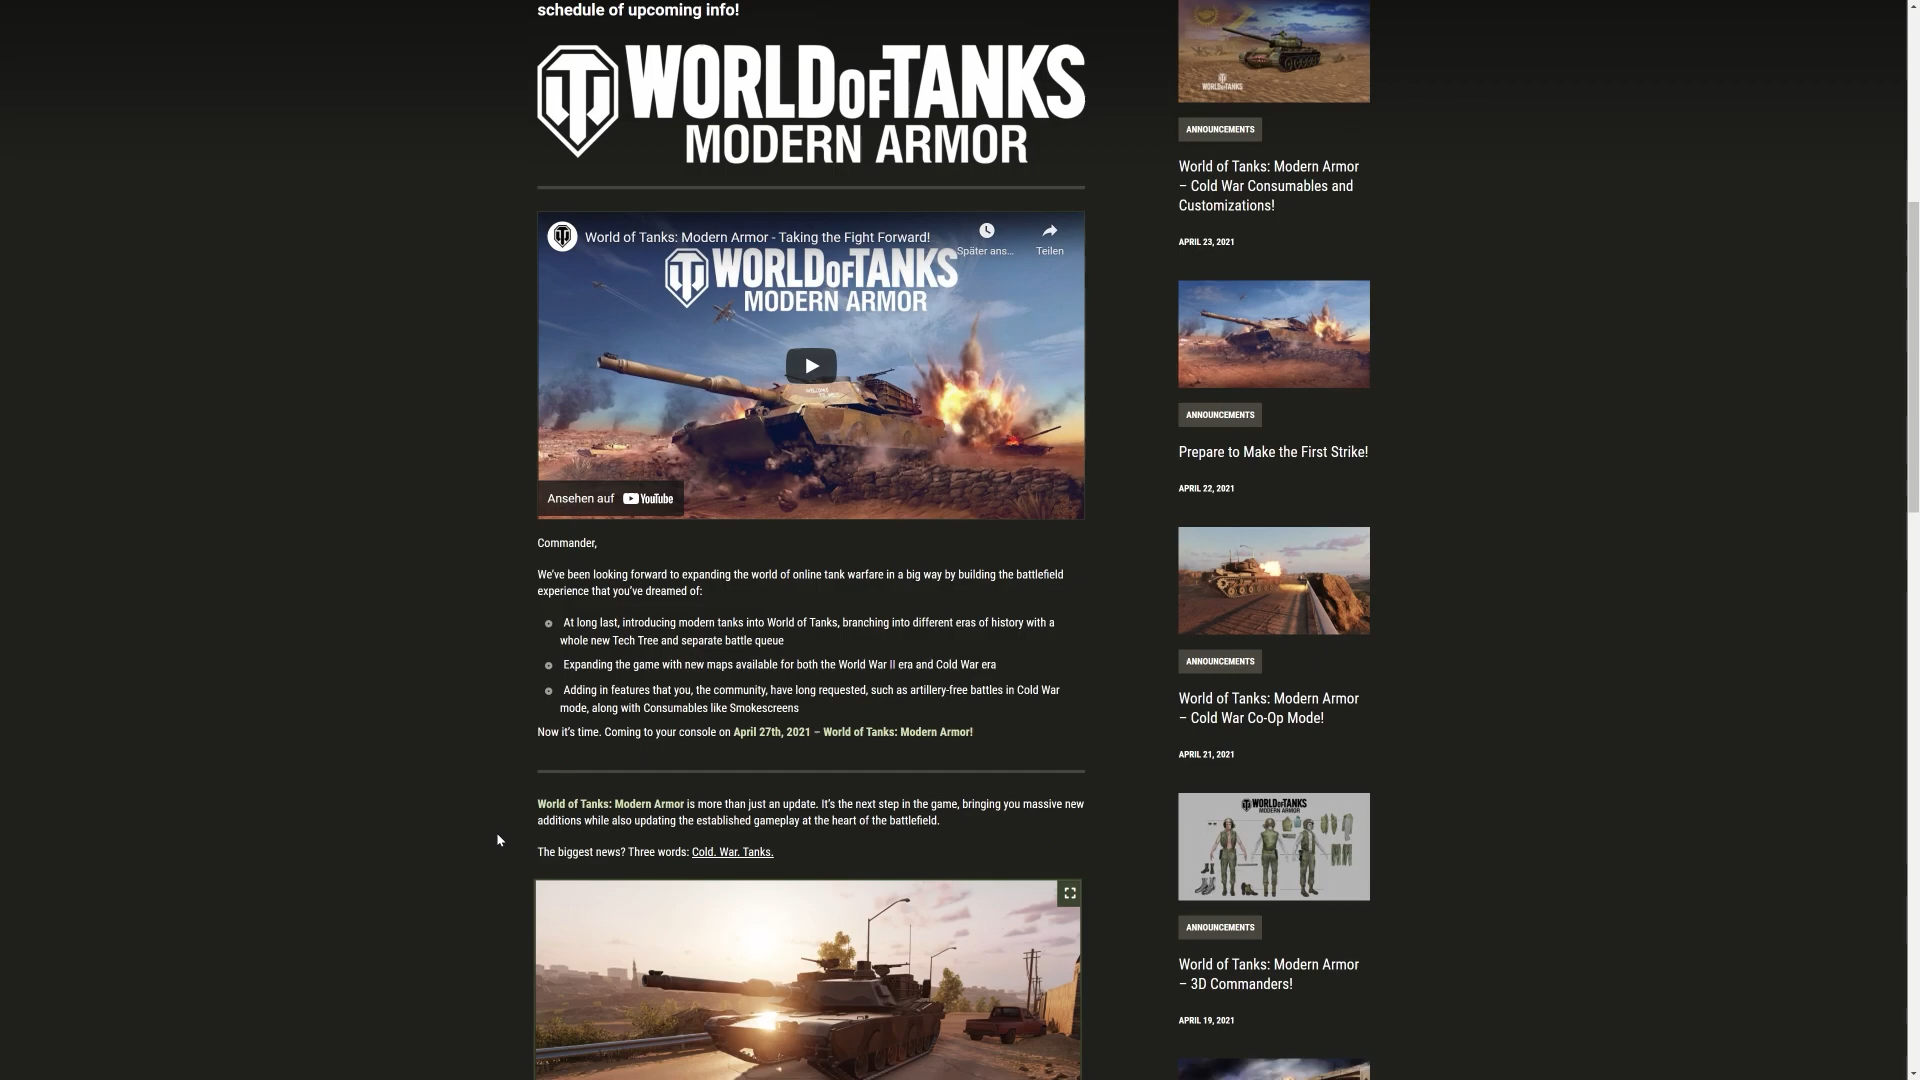 schedule of upcoming info!
WORLD OF TANKS
MODERN ARMOR
World of Tanks: Modern Armor - Taking the Fight Forward!
Später ans...
Teilen
WORLD OF TANKS
MODERN ARMOR
Ansehen auf YouTube
Commander,
We've been looking forward to expanding the world of online tank warfare in a big way by building the battlefield
experience that you've dreamed of:
At long last, introducing modern tanks into World of Tanks, branching into different eras of history with a
whole new Tech Tree and separate battle queue
Expanding the game with new maps available for both the World War II era and Cold War era
Adding in features that you, the community, have long requested, such as artillery-free battles in Cold War
mode, along with Consumables like Smokescreens
Now it's time. Coming to your console on April 27th, 2021 – World of Tanks: Modern Armor!
World of Tanks: Modern Armor is more than just an update. It's the next step in the game, bringing you massive new
additions while also updating the established gameplay at the heart of the battlefield.
The biggest news? Three words: Cold. War. Tanks.
WORLD OF TANKS
ANNOUNCEMENTS
World of Tanks: Modern Armor
– Cold War Consumables and
Customizations!
APRIL 23, 2021
ANNOUNCEMENTS
Prepare to Make the First Strike!
APRIL 22, 2021
ANNOUNCEMENTS
World of Tanks: Modern Armor
– Cold War Co-Op Mode!
APRIL 21, 2021
WORLD OF TANKS
MODERN ARMOR
ANNOUNCEMENTS
World of Tanks: Modern Armor
– 3D Commanders!
APRIL 19, 2021